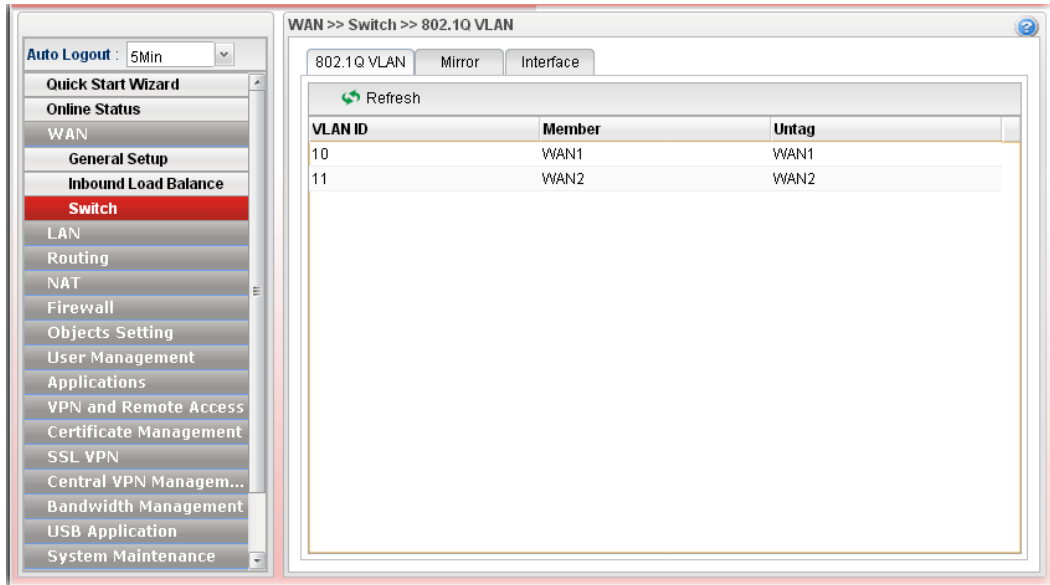 WAN >> Switch >> 802.1Q VLAN
Auto Logout : 5Min
Quick Start Wizard
Online Status
WAN
General Setup
Inbound Load Balance
Switch
LAN
Routing
NAT
Firewall
Objects Setting
User Management
Applications
VPN and Remote Access
Certificate Management
SSL VPN
Central VPN Managem...
Bandwidth Management
USB Application
System Maintenance
802.1Q VLAN Mirror Interface
Refresh
VLAN ID Member Untag
10 WAN1 WAN1
11 WAN2 WAN2